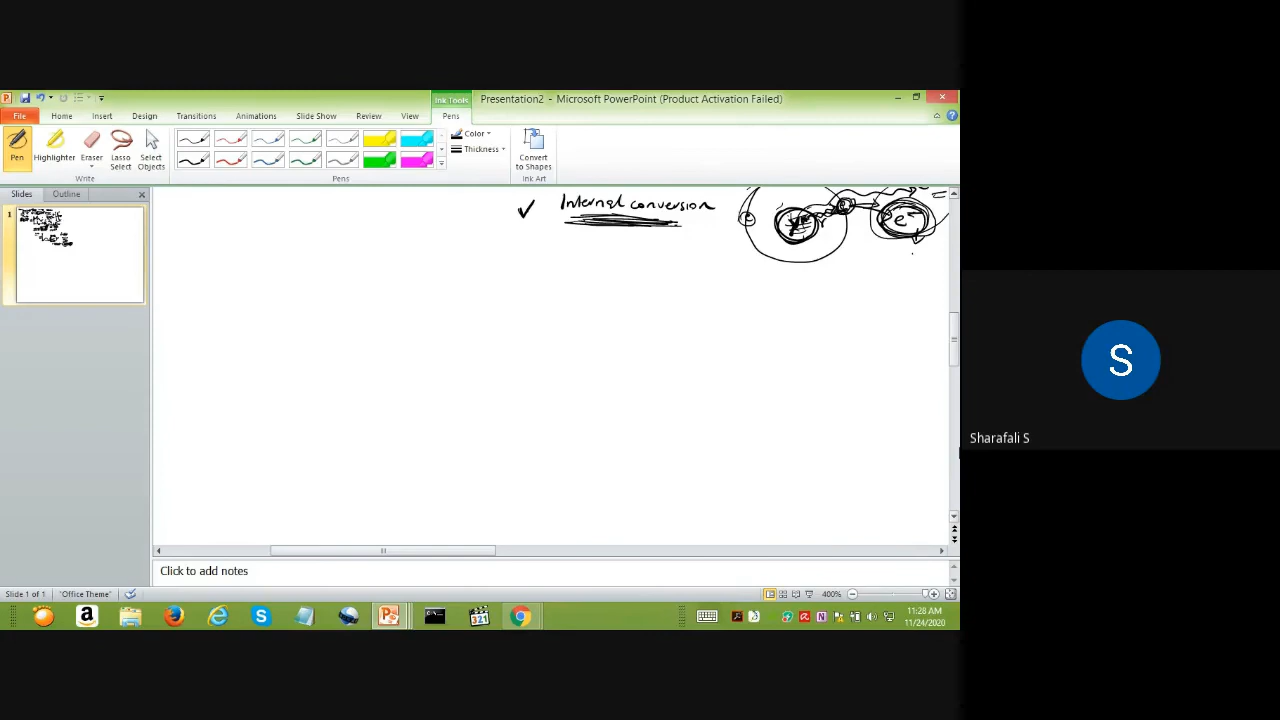 Ink Tools
Presentation2 - Microsoft PowerPoint (Product Activation Failed)
File Home Insert Design Transitions Animations Slide Show Review View Pens
Pen Highlighter Eraser Lasso Select Select Objects
Color
Thickness
Convert to Shapes
Write
Pens
Ink Art
Slides Outline
1
✓ Internal conversion
e-
Sharafali S
Click to add notes
Slide 1 of 1 "Office Theme" 400%
11:28 AM
11/24/2020
S